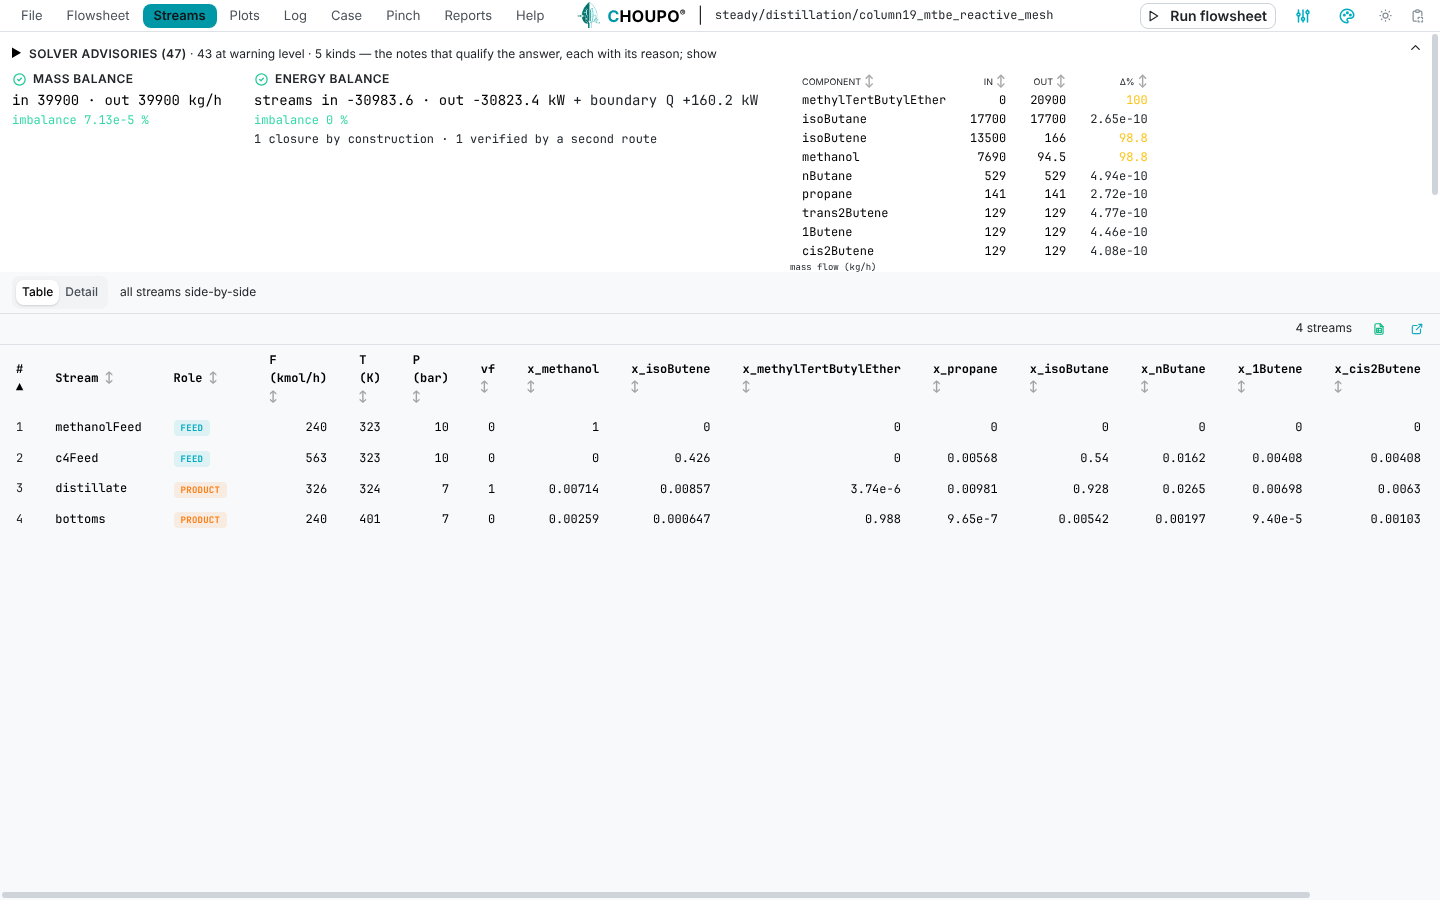 File Flowsheet Streams Plots Log Case Pinch Reports Help CHOUPO® steady/distillation/column19_mtbe_reactive_mesh Run flowsheet
SOLVER ADVISORIES (47) · 43 at warning level · 5 kinds — the notes that qualify the answer, each with its reason; show
MASS BALANCE
in 39900 · out 39900 kg/h
imbalance 7.13e-5 %
ENERGY BALANCE
streams in -30983.6 · out -30823.4 kW + boundary Q +160.2 kW
imbalance 0 %
1 closure by construction · 1 verified by a second route
COMPONENT IN OUT Δ%
methylTertButylEther 0 20900 100
isoButane 17700 17700 2.65e-10
isoButene 13500 166 98.8
methanol 7690 94.5 98.8
nButane 529 529 4.94e-10
propane 141 141 2.72e-10
trans2Butene 129 129 4.77e-10
1Butene 129 129 4.46e-10
cis2Butene 129 129 4.08e-10
mass flow (kg/h)
Table Detail all streams side-by-side
4 streams
# Stream Role F (kmol/h) T (K) P (bar) vf x_methanol x_isoButene x_methylTertButylEther x_propane x_isoButane x_nButane x_1Butene x_cis2Butene
1 methanolFeed FEED 240 323 10 0 1 0 0 0 0 0 0 0
2 c4Feed FEED 563 323 10 0 0 0.426 0 0.00568 0.54 0.0162 0.00408 0.00408
3 distillate PRODUCT 326 324 7 1 0.00714 0.00857 3.74e-6 0.00981 0.928 0.0265 0.00698 0.0063
4 bottoms PRODUCT 240 401 7 0 0.00259 0.000647 0.988 9.65e-7 0.00542 0.00197 9.40e-5 0.00103